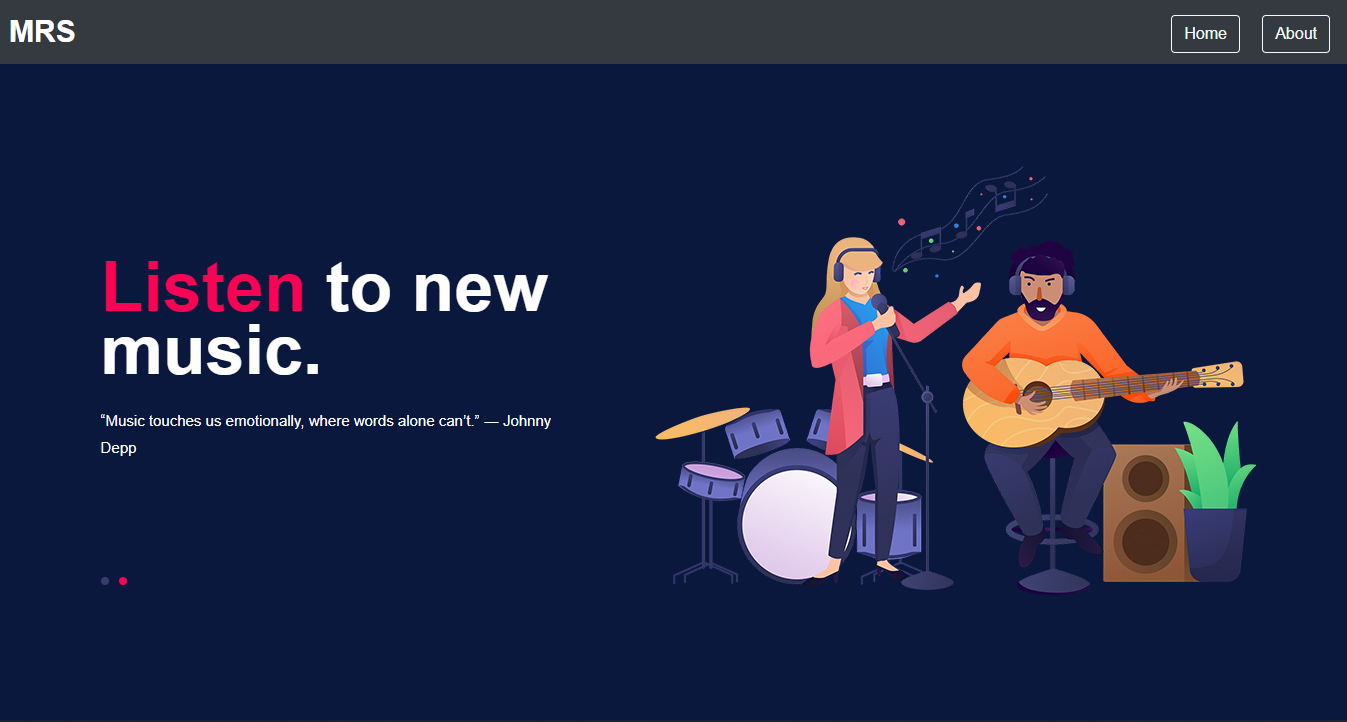 MRS
Home
About
Listen to new
music.
“Music touches us emotionally, where words alone can’t.” — Johnny
Depp